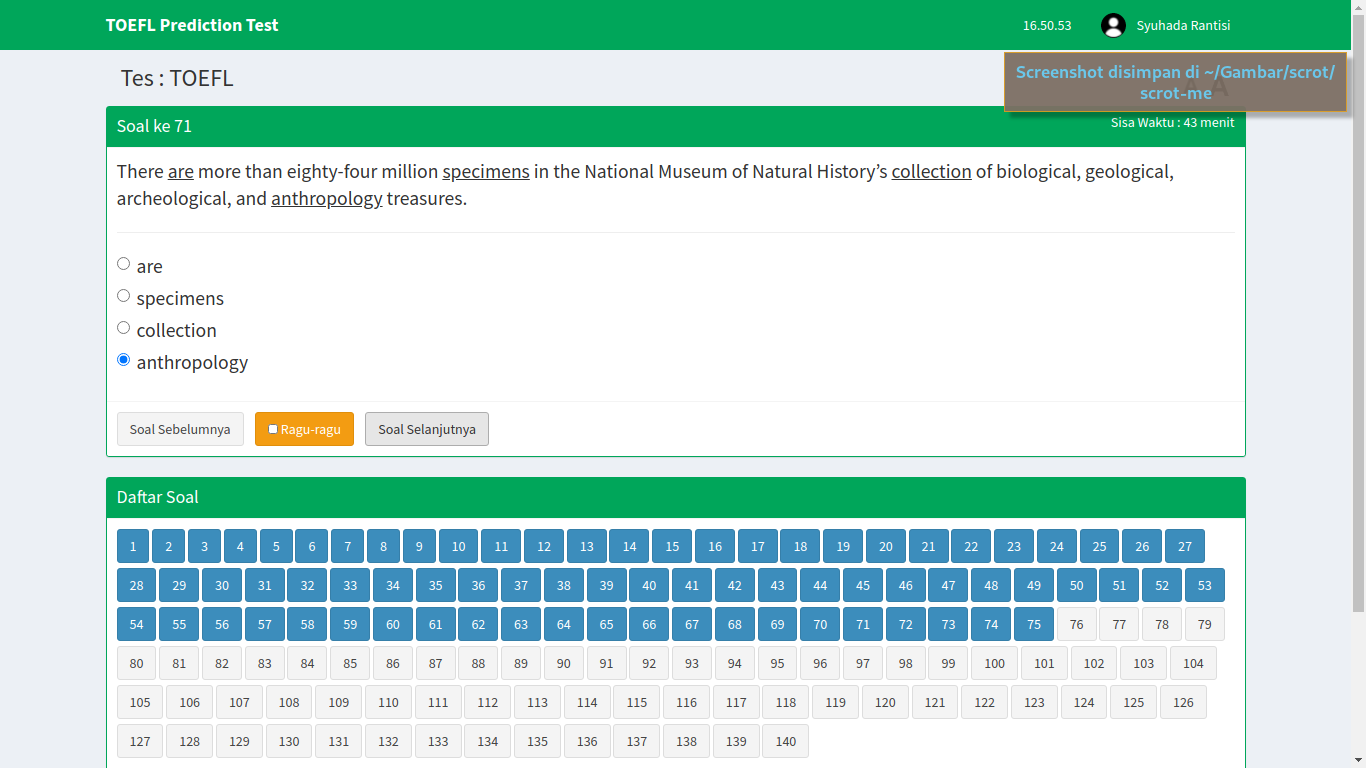 TOEFL Prediction Test
16.50.53
Syuhada Rantisi
Tes : TOEFL
Screenshot disimpan di ~/Gambar/scrot/
scrot-me
A
Soal ke 71
Sisa Waktu : 43 menit
There are more than eighty-four million specimens in the National Museum of Natural History’s collection of biological, geological,
archeological, and anthropology treasures.
are
specimens
collection
anthropology
Soal Sebelumnya
Ragu-ragu
Soal Selanjutnya
Daftar Soal
1 2 3 4 5 6 7 8 9 10 11 12 13 14 15 16 17 18 19 20 21 22 23 24 25 26 27
28 29 30 31 32 33 34 35 36 37 38 39 40 41 42 43 44 45 46 47 48 49 50 51 52 53
54 55 56 57 58 59 60 61 62 63 64 65 66 67 68 69 70 71 72 73 74 75 76 77 78 79
80 81 82 83 84 85 86 87 88 89 90 91 92 93 94 95 96 97 98 99 100 101 102 103 104
105 106 107 108 109 110 111 112 113 114 115 116 117 118 119 120 121 122 123 124 125 126
127 128 129 130 131 132 133 134 135 136 137 138 139 140